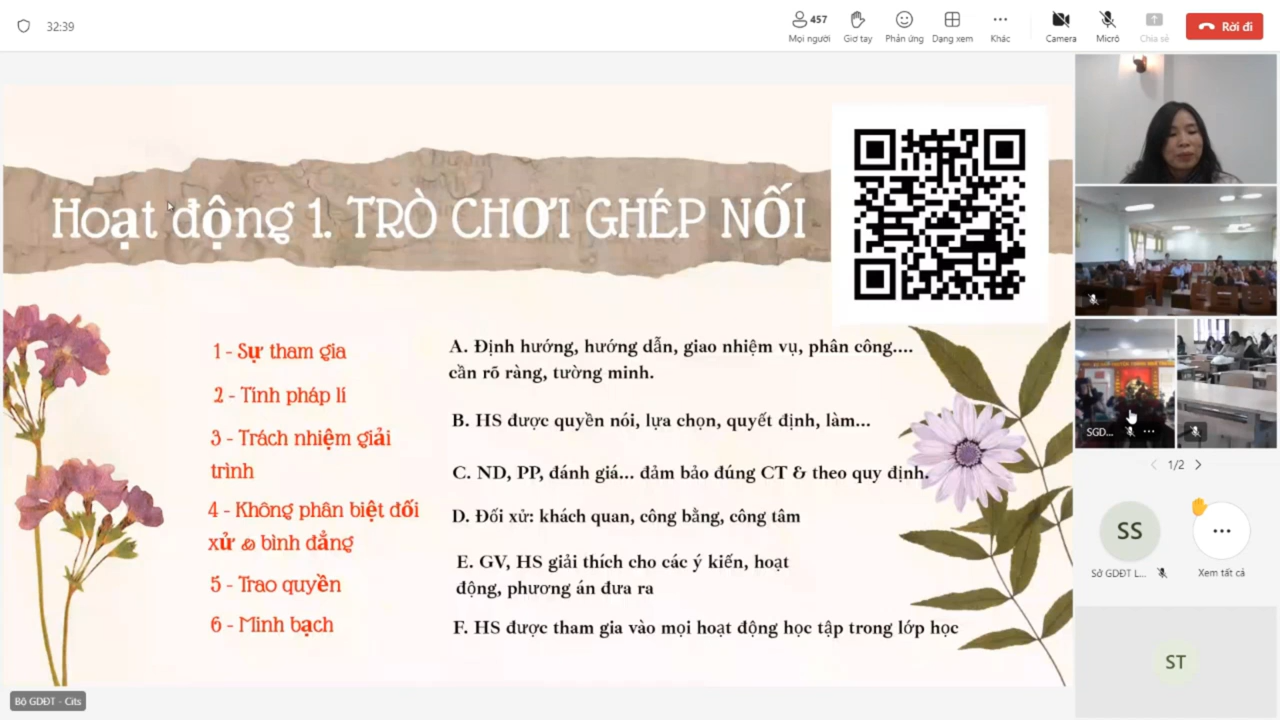 32:39
457
Mọi người
Giơ tay
Phản ứng
Dạng xem
Khác
Camera
Micrô
Chia sẻ
Rời đi
Hoạt động 1. TRÒ CHƠI GHÉP NỐI
1 - Sự tham gia
2 - Tính pháp lí
3 - Trách nhiệm giải
trình
4 - Không phân biệt đối
xử & bình đẳng
5 - Trao quyền
6 - Minh bạch
A. Định hướng, hướng dẫn, giao nhiệm vụ, phân công....
cần rõ ràng, tường minh.
B. HS được quyền nói, lựa chọn, quyết định, làm...
C. ND, PP, đánh giá... đảm bảo đúng CT & theo quy định.
D. Đối xử: khách quan, công bằng, công tâm
E. GV, HS giải thích cho các ý kiến, hoạt
động, phương án đưa ra
F. HS được tham gia vào mọi hoạt động học tập trong lớp học
SGD...
1/2
SS
Sở GDĐT L...
Xem tất cả
ST
Bộ GDĐT - Cits